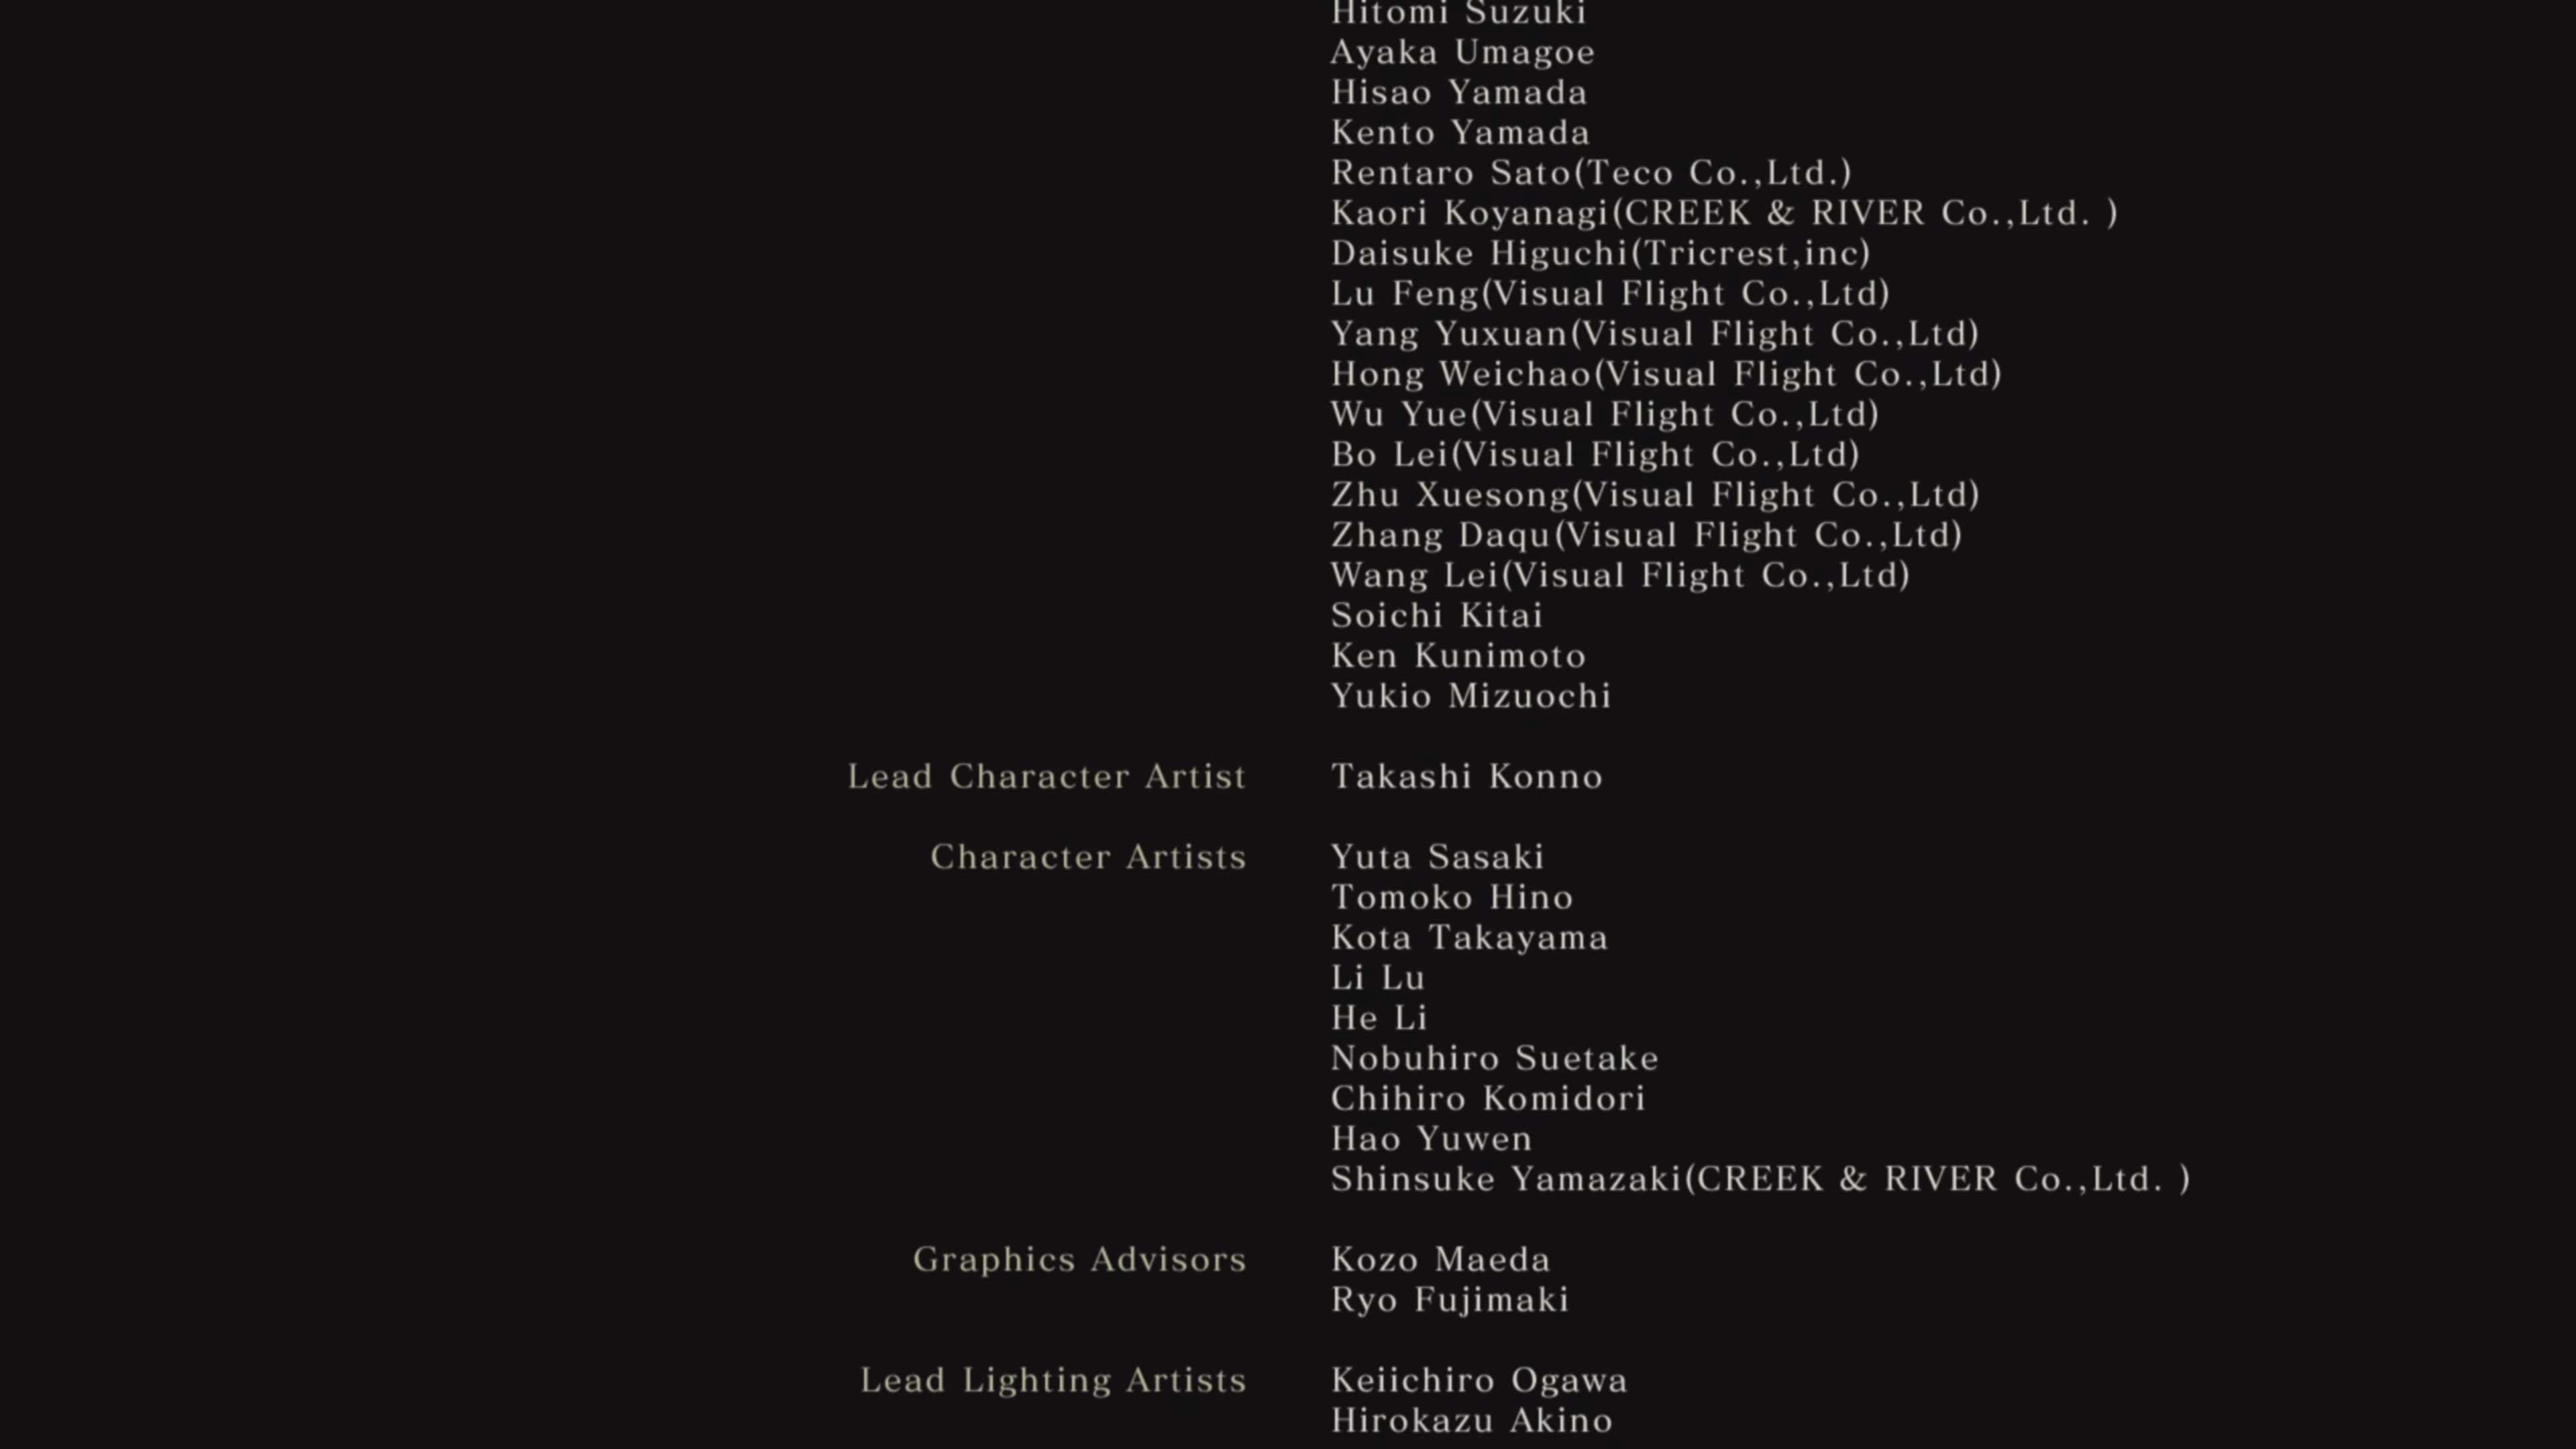 Hitomi Suzuki
Ayaka Umagoe
Hisao Yamada
Kento Yamada
Rentaro Sato(Teco Co.,Ltd.)
Kaori Koyanagi(CREEK & RIVER Co.,Ltd. )
Daisuke Higuchi(Tricrest,inc)
Lu Feng(Visual Flight Co.,Ltd)
Yang Yuxuan(Visual Flight Co.,Ltd)
Hong Weichao(Visual Flight Co.,Ltd)
Wu Yue(Visual Flight Co.,Ltd)
Bo Lei(Visual Flight Co.,Ltd)
Zhu Xuesong(Visual Flight Co.,Ltd)
Zhang Daqu(Visual Flight Co.,Ltd)
Wang Lei(Visual Flight Co.,Ltd)
Soichi Kitai
Ken Kunimoto
Yukio Mizuochi
Lead Character Artist Takashi Konno
Character Artists Yuta Sasaki
Tomoko Hino
Kota Takayama
Li Lu
He Li
Nobuhiro Suetake
Chihiro Komidori
Hao Yuwen
Shinsuke Yamazaki(CREEK & RIVER Co.,Ltd. )
Graphics Advisors Kozo Maeda
Ryo Fujimaki
Lead Lighting Artists Keiichiro Ogawa
Hirokazu Akino